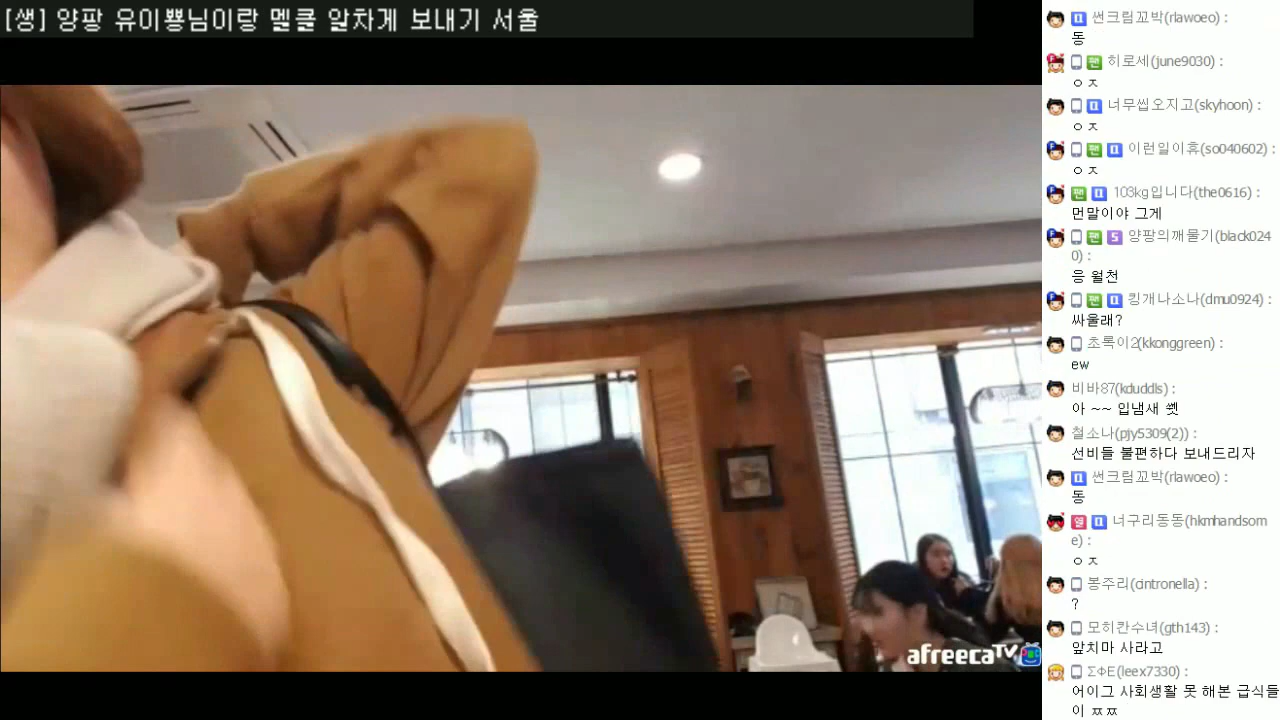 [생] 양팡 유이뿅님이랑 멜클 알차게 보내기 서울
썬크림꼬박(rlawoeo) :
동
히로세(june9030) :
ㅇㅈ
너무씹오지고(skyhoon) :
ㅇㅈ
이런일이휴(so040602) :
ㅇㅈ
103kg입니다(the0616) :
먼말이야 그게
양팡의깨물기(black024
0) :
응 월천
킹개나소나(dmu0924) :
싸울래?
초록이2(kkonggreen) :
ew
비바87(kduddls) :
아 ~~ 입냄새 쒯
철소나(pjy5309(2)) :
선비들 불편하다 보내드리자
썬크림꼬박(rlawoeo) :
동
너구리동동(hkmhandsom
e) :
ㅇㅈ
봉주리(cintronella) :
?
모히칸수녀(gth143) :
앞치마 사라고
ΣΦΕ(leex7330) :
어이그 사회생활 못 해본 급식들
이 ㅉㅉ
afreecaTV